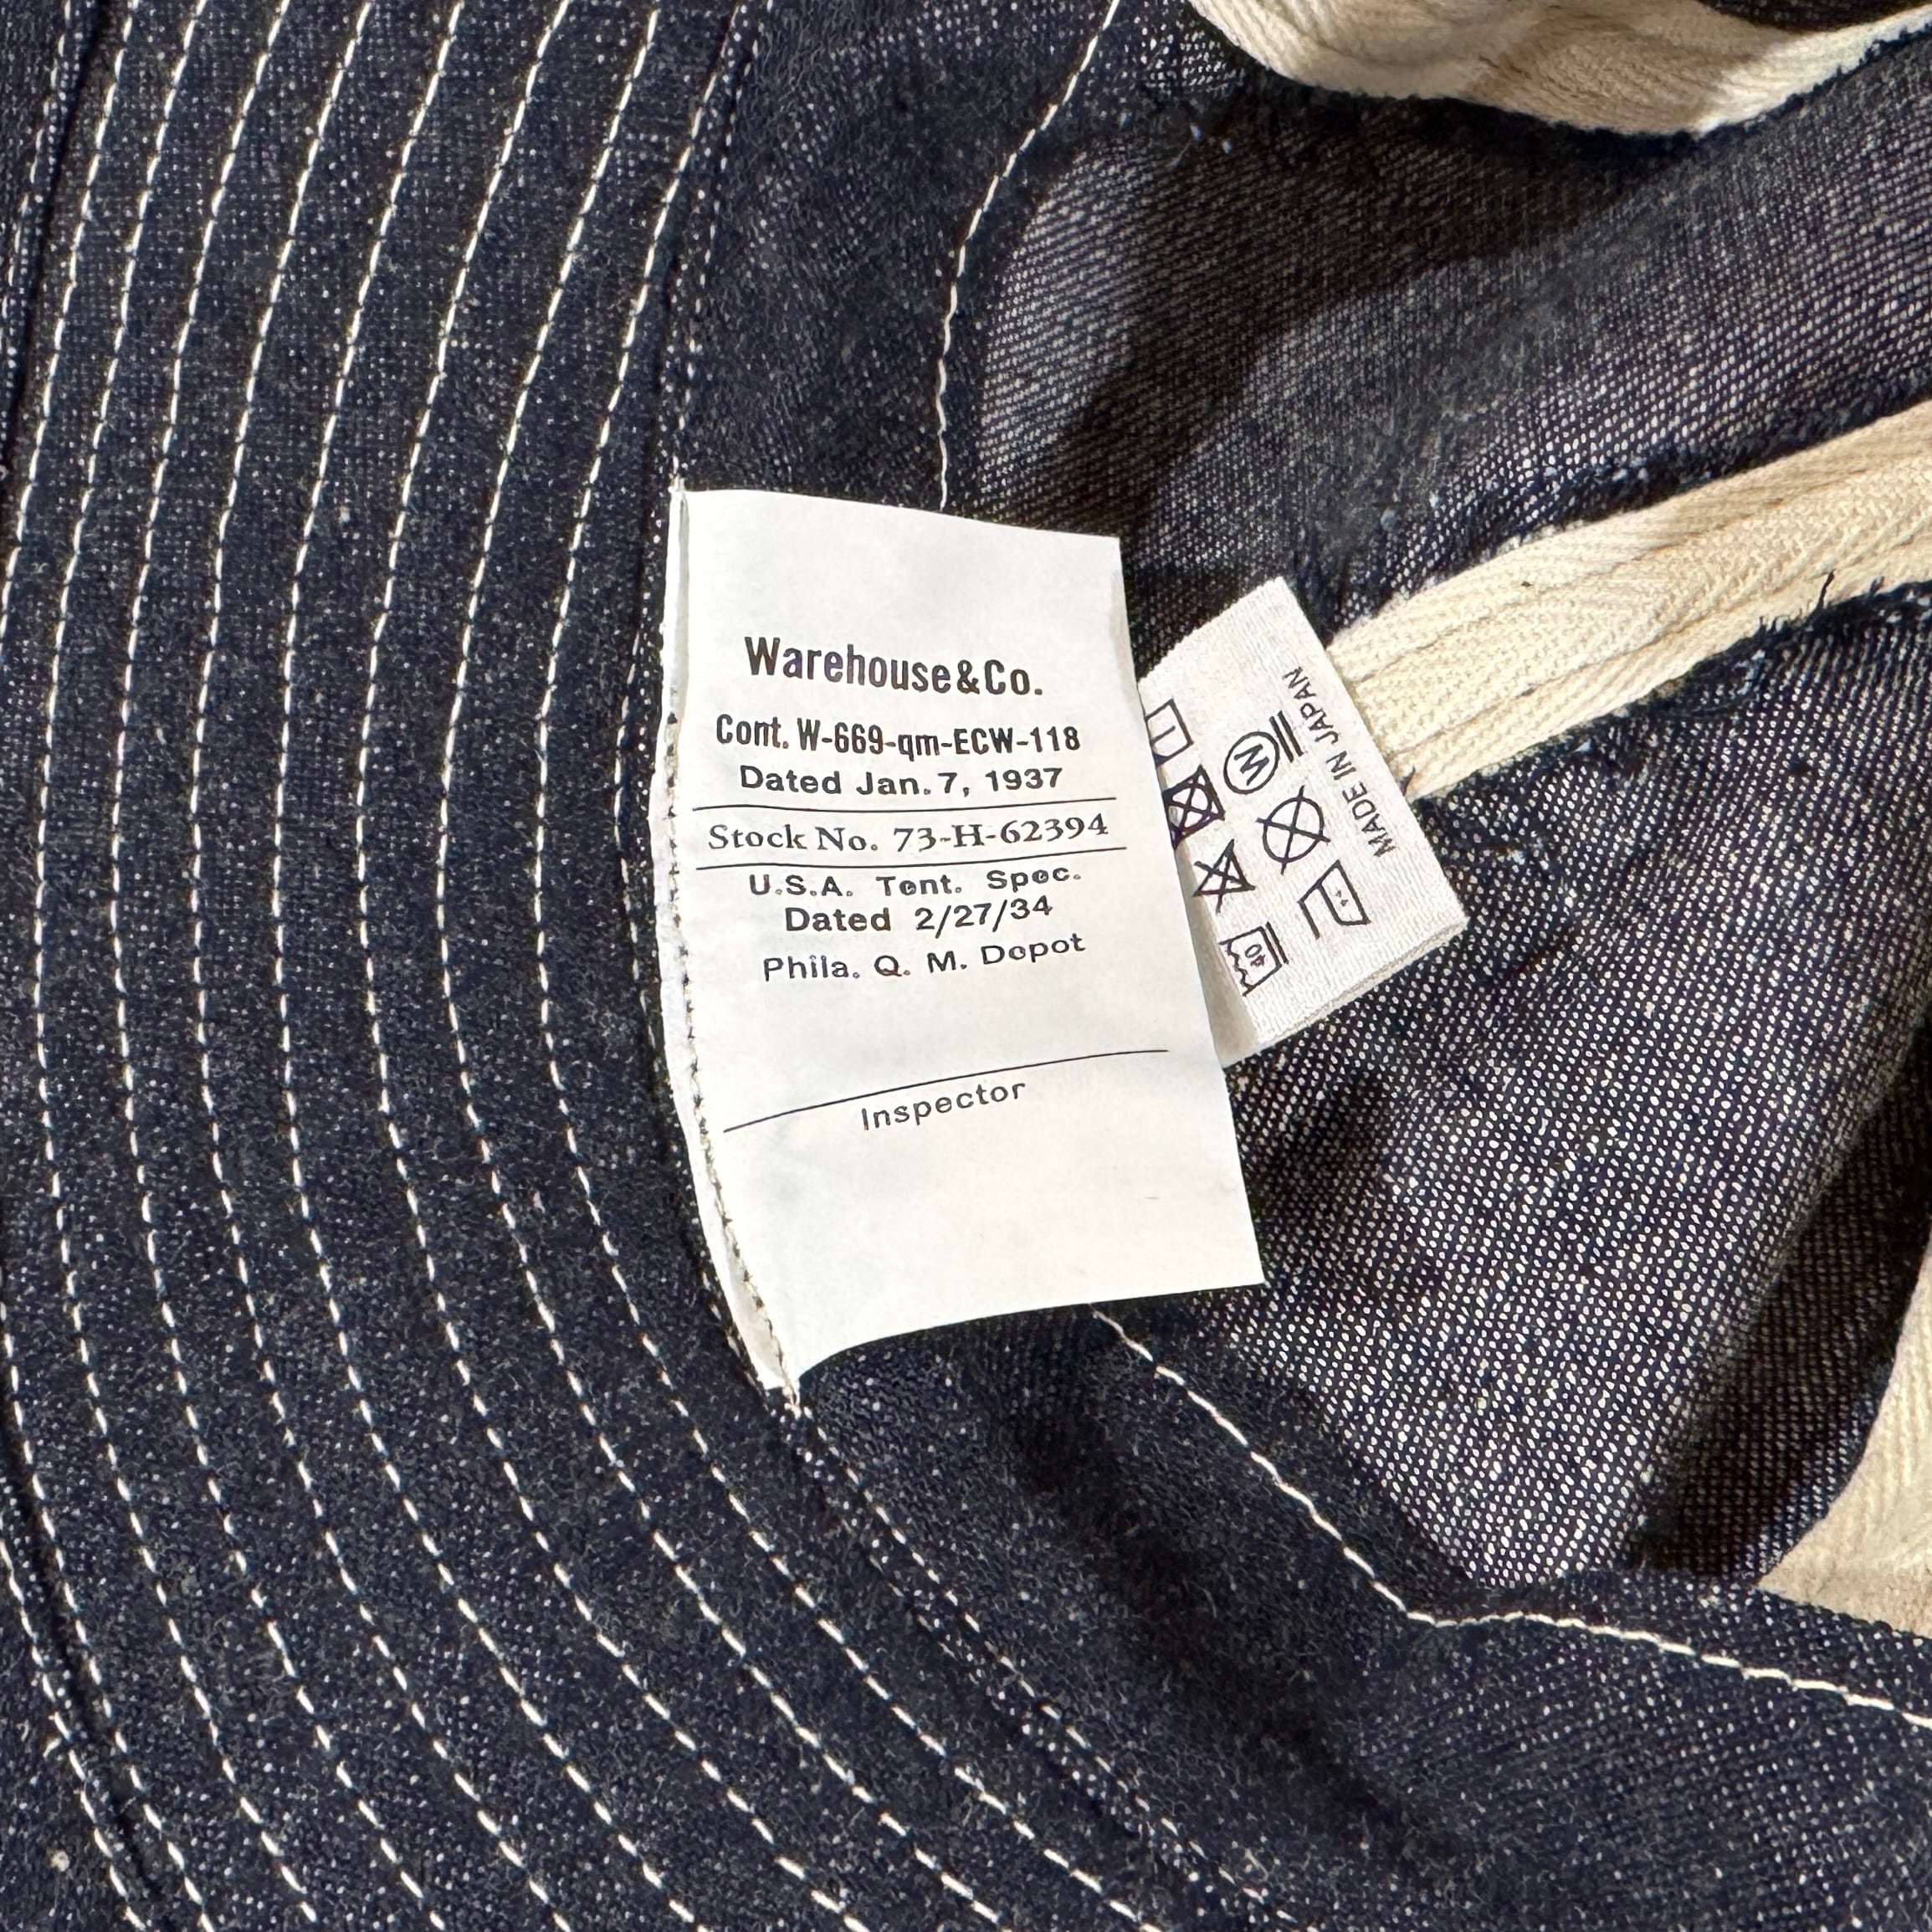 Warehouse&Co.
Cont. W-669-qm-ECW-118
Dated Jan. 7, 1937
Stock No. 73-H-62394
U.S.A. Tent. Spec.
Dated 2/27/34
Phila. Q. M. Depot
Inspector
MADE IN JAPAN
W
40